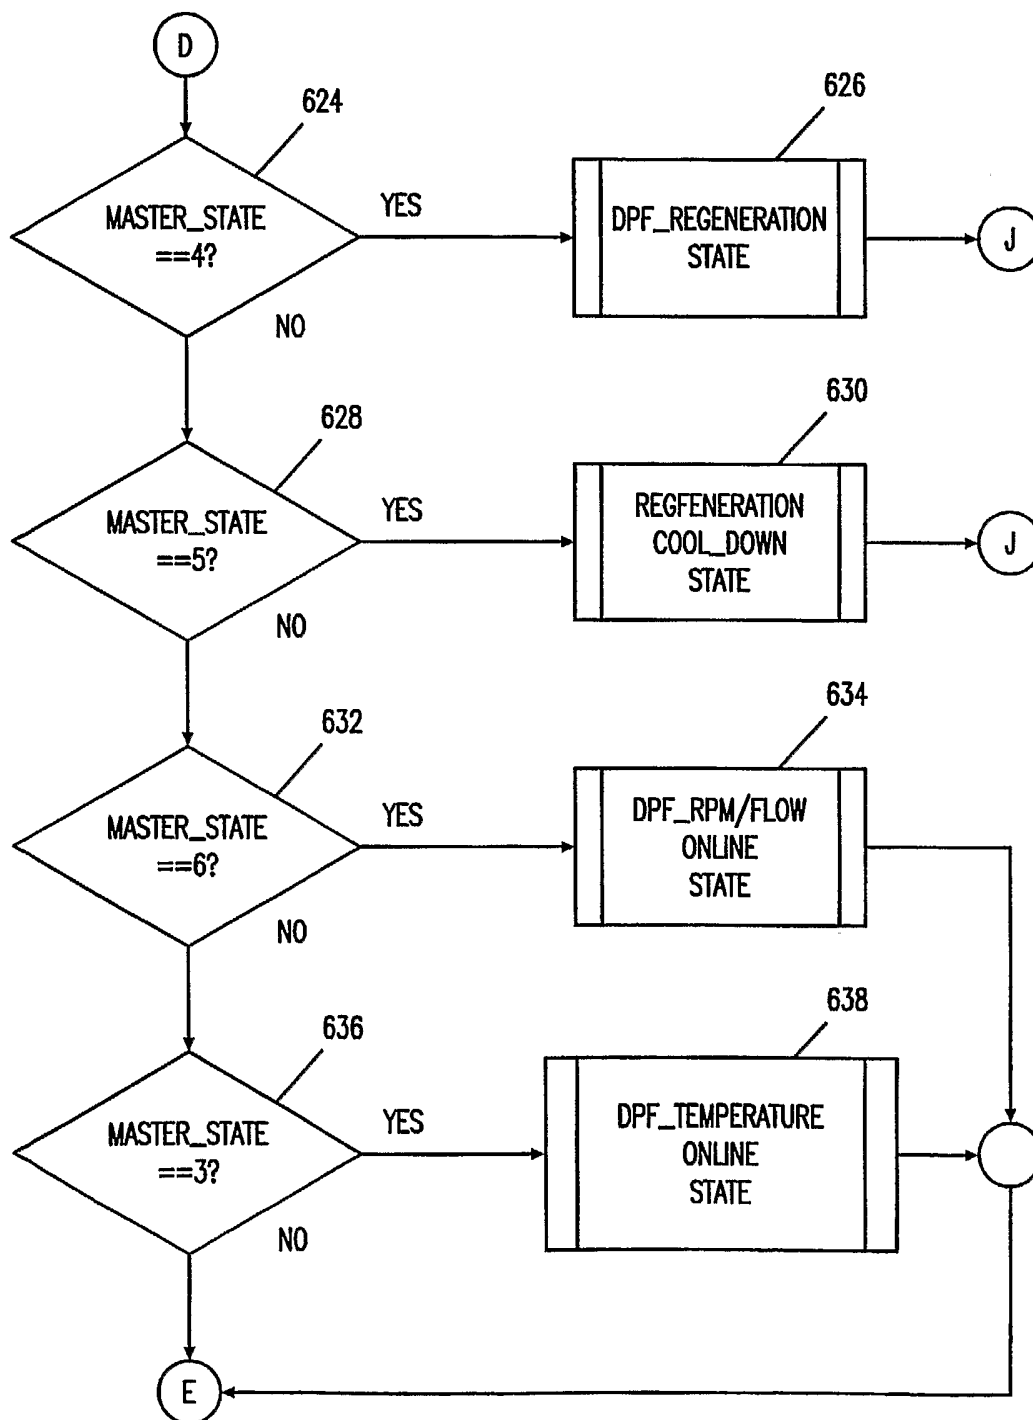 D
624
626
MASTER_STATE
==4?
YES
DPF_REGENERATION
STATE
J
NO
628
630
MASTER_STATE
==5?
YES
REGFENERATION
COOL_DOWN
STATE
J
NO
632
634
MASTER_STATE
==6?
YES
DPF_RPM/FLOW
ONLINE
STATE
NO
636
638
MASTER_STATE
==3?
YES
DPF_TEMPERATURE
ONLINE
STATE
NO
E